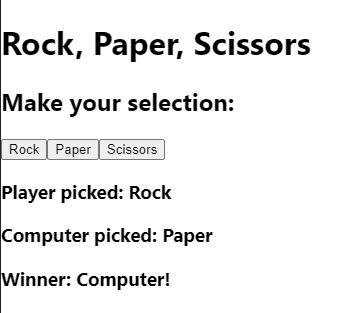 Rock, Paper, Scissors
Make your selection:
Rock Paper Scissors
Player picked: Rock
Computer picked: Paper
Winner: Computer!